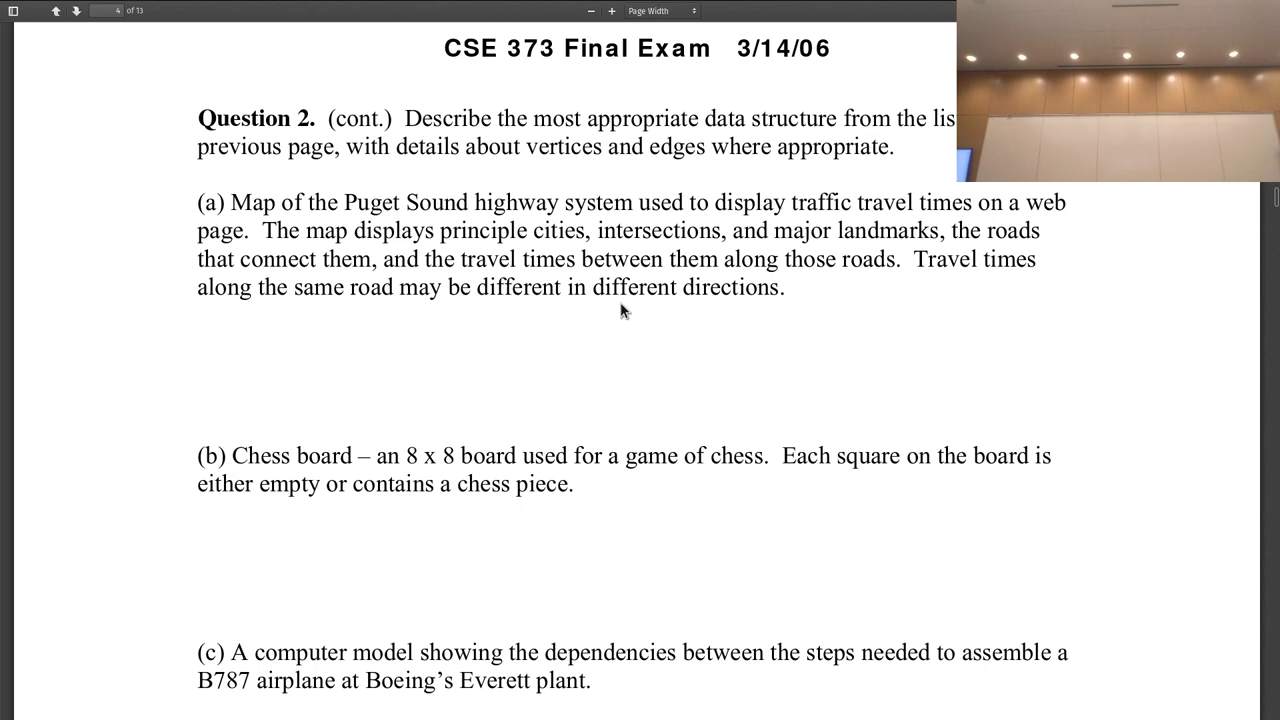 4 of 13
Page Width
CSE 373 Final Exam 3/14/06
Question 2. (cont.) Describe the most appropriate data structure from the
previous page, with details about vertices and edges where appropriate.
(a) Map of the Puget Sound highway system used to display traffic travel times on a web
page. The map displays principle cities, intersections, and major landmarks, the roads
that connect them, and the travel times between them along those roads. Travel times
along the same road may be different in different directions.
(b) Chess board – an 8 x 8 board used for a game of chess. Each square on the board is
either empty or contains a chess piece.
(c) A computer model showing the dependencies between the steps needed to assemble a
B787 airplane at Boeing’s Everett plant.